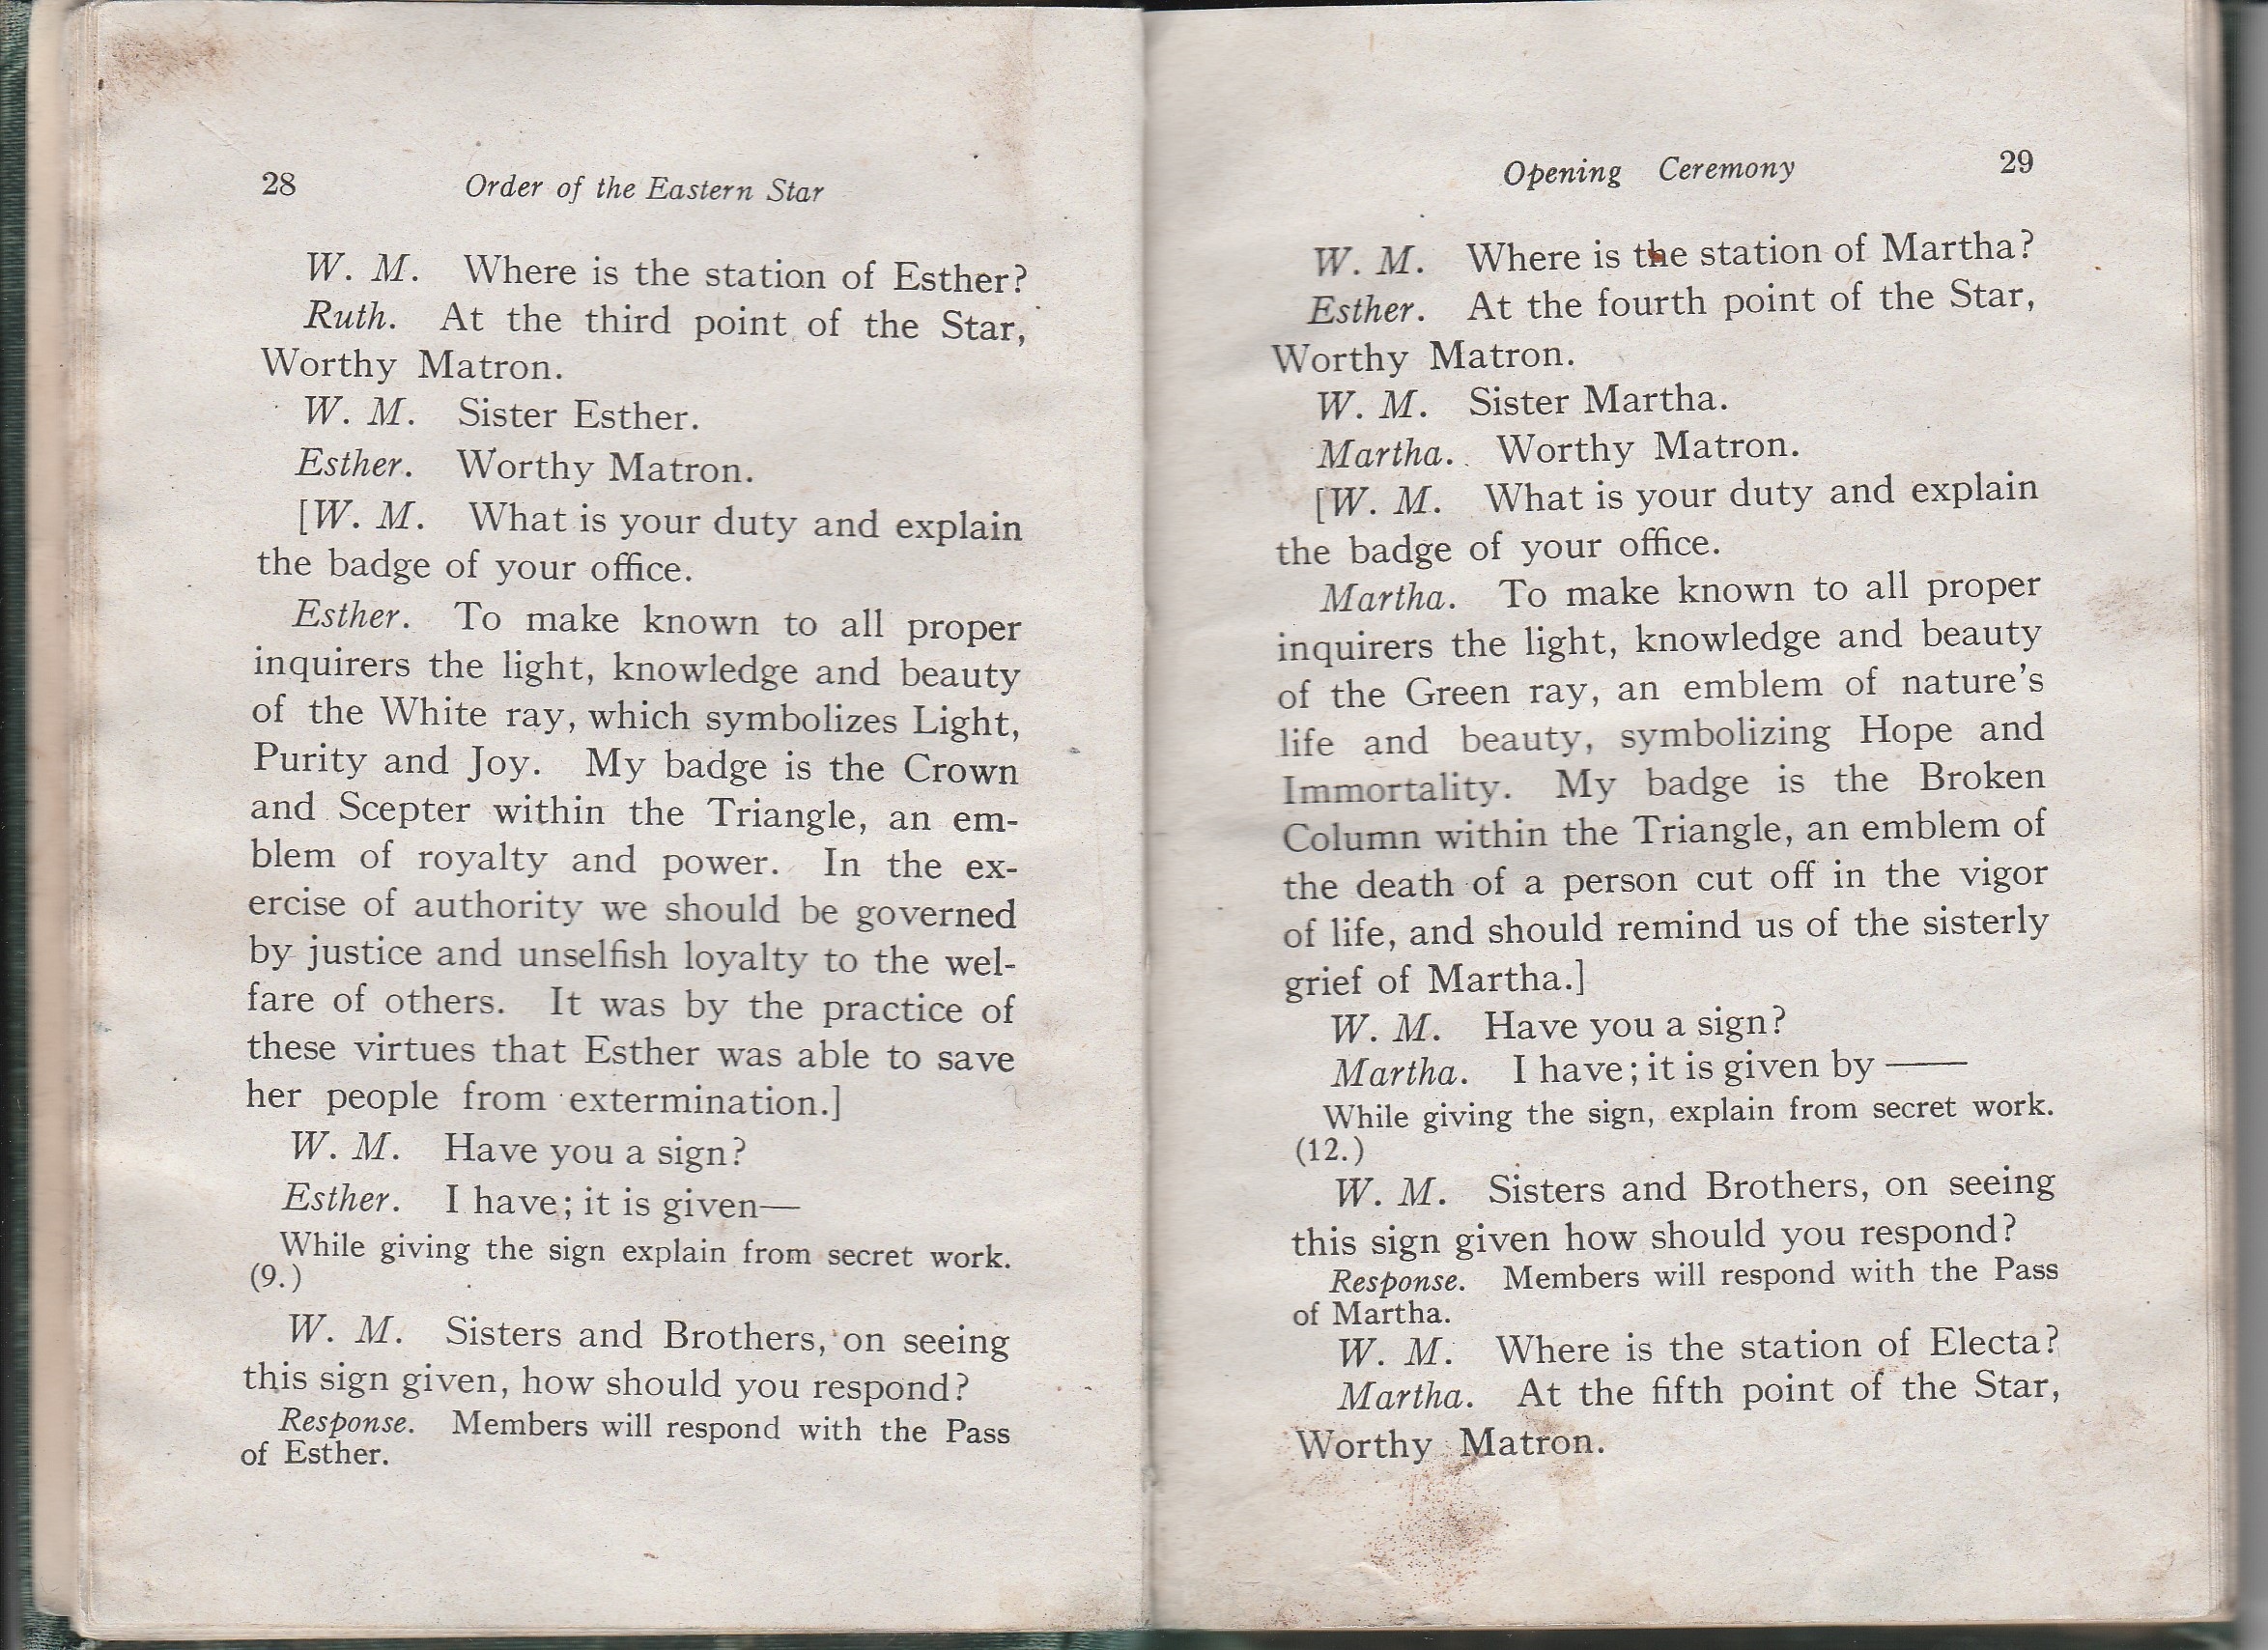 28 Order of the Eastern Star
W. M. Where is the station of Esther?
Ruth. At the third point of the Star,
Worthy Matron.
W. M. Sister Esther.
Esther. Worthy Matron.
[W. M. What is your duty and explain
the badge of your office.
Esther. To make known to all proper
inquirers the light, knowledge and beauty
of the White ray, which symbolizes Light,
Purity and Joy. My badge is the Crown
and Scepter within the Triangle, an em-
blem of royalty and power. In the ex-
ercise of authority we should be governed
by justice and unselfish loyalty to the wel-
fare of others. It was by the practice of
these virtues that Esther was able to save
her people from extermination.]
W. M. Have you a sign?
Esther. I have; it is given—
While giving the sign explain from secret work.
(9.)
W. M. Sisters and Brothers, on seeing
this sign given, how should you respond?
Response. Members will respond with the Pass
of Esther.
Opening Ceremony 29
W. M. Where is the station of Martha?
Esther. At the fourth point of the Star,
Worthy Matron.
W. M. Sister Martha.
Martha. Worthy Matron.
[W. M. What is your duty and explain
the badge of your office.
Martha. To make known to all proper
inquirers the light, knowledge and beauty
of the Green ray, an emblem of nature's
life and beauty, symbolizing Hope and
Immortality. My badge is the Broken
Column within the Triangle, an emblem of
the death of a person cut off in the vigor
of life, and should remind us of the sisterly
grief of Martha.]
W. M. Have you a sign?
Martha. I have; it is given by ——
While giving the sign, explain from secret work.
(12.)
W. M. Sisters and Brothers, on seeing
this sign given how should you respond?
Response. Members will respond with the Pass
of Martha.
W. M. Where is the station of Electa?
Martha. At the fifth point of the Star,
Worthy Matron.